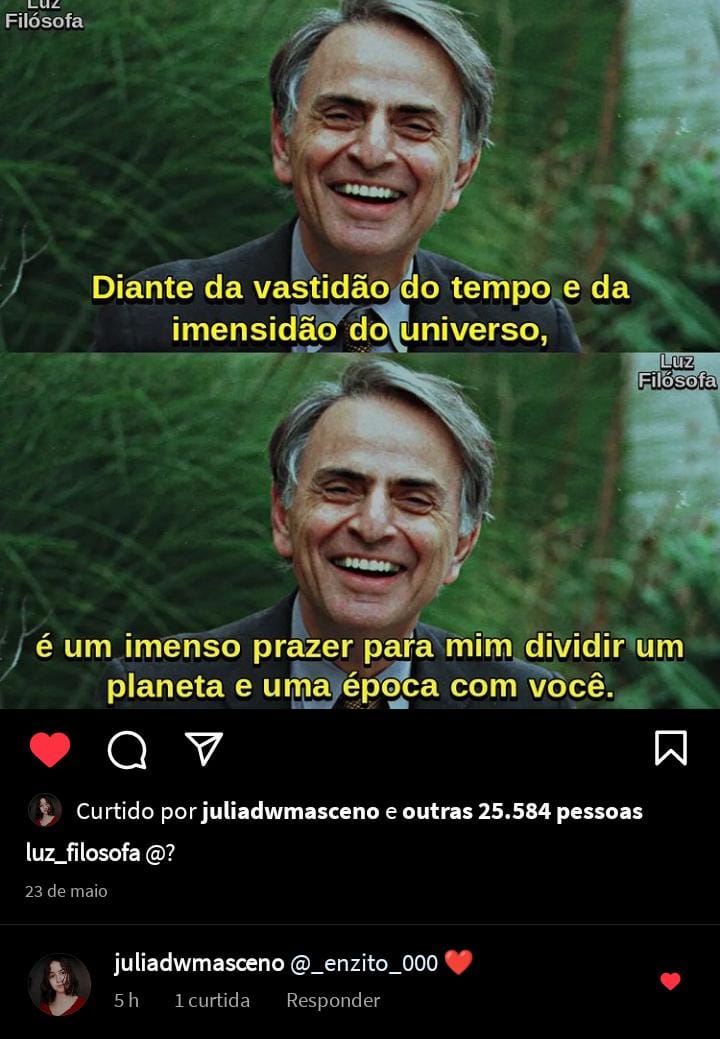 Luz
Filósofa
Diante da vastidão do tempo e da
imensidão do universo,
Luz
Filósofa
é um imenso prazer para mim dividir um
planeta e uma época com você.
Curtido por juliadwmasceno e outras 25.584 pessoas
luz_filosofa @?
23 de maio
juliadwmasceno @_enzito_000 ❤️
5 h 1 curtida Responder